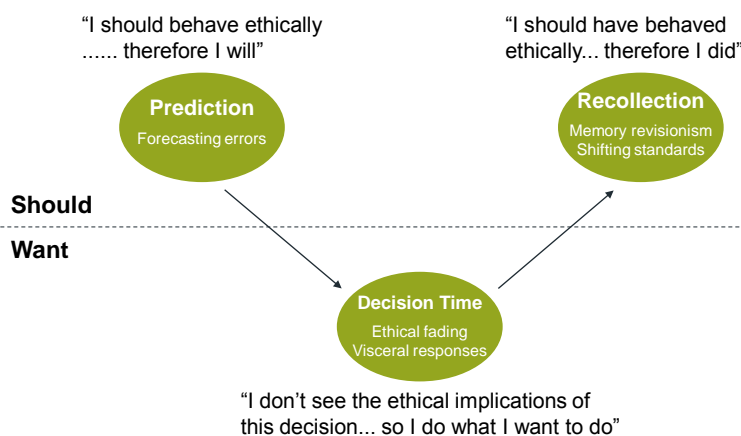 “I should behave ethically
...... therefore I will”
“I should have behaved
ethically... therefore I did”
Prediction
Forecasting errors
Recollection
Memory revisionism
Shifting standards
Should
Want
Decision Time
Ethical fading
Visceral responses
“I don’t see the ethical implications of
this decision... so I do what I want to do”